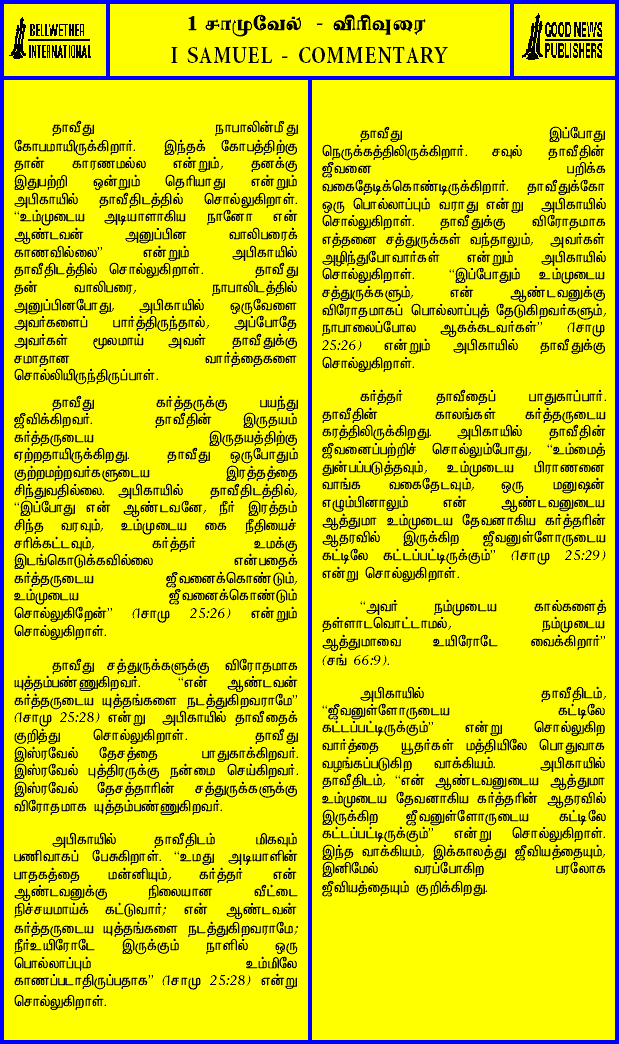 BELLWETHER
INTERNATIONAL
1 சாமுவேல் - விரிவுரை
I SAMUEL - COMMENTARY
GOOD NEWS
PUBLISHERS
தாவீது நாபாலின்மீது
கோபமாயிருக்கிறார். இந்தக் கோபத்திற்கு
தான் காரணமல்ல என்றும், தனக்கு
இதுபற்றி ஒன்றும் தெரியாது என்றும்
அபிகாயில் தாவீதிடத்தில் சொல்லுகிறாள்.
“உம்முடைய அடியாளாகிய நானோ என்
ஆண்டவன் அனுப்பின வாலிபரைக்
காணவில்லை” என்றும் அபிகாயில்
தாவீதிடத்தில் சொல்லுகிறாள். தாவீது
தன் வாலிபரை, நாபாலிடத்தில்
அனுப்பினபோது, அபிகாயில் ஒருவேளை
அவர்களைப் பார்த்திருந்தால், அப்போதே
அவர்கள் மூலமாய் அவள் தாவீதுக்கு
சமாதான வார்த்தைகளை
சொல்லியிருந்திருப்பாள்.
தாவீது கர்த்தருக்கு பயந்து
ஜீவிக்கிறவர். தாவீதின் இருதயம்
கர்த்தருடைய இருதயத்திற்கு
ஏற்றதாயிருக்கிறது. தாவீது ஒருபோதும்
குற்றமற்றவர்களுடைய இரத்தத்தை
சிந்துவதில்லை. அபிகாயில் தாவீதிடத்தில்,
“இப்போது என் ஆண்டவனே, நீர் இரத்தம்
சிந்த வரவும், உம்முடைய கை நீதியைச்
சரிக்கட்டவும், கர்த்தர் உமக்கு
இடங்கொடுக்கவில்லை என்பதைக்
கர்த்தருடைய ஜீவனைக்கொண்டும்,
உம்முடைய ஜீவனைக்கொண்டும்
சொல்லுகிறேன்” (1சாமு 25:26) என்றும்
சொல்லுகிறாள்.
தாவீது சத்துருக்களுக்கு விரோதமாக
யுத்தம்பண்ணுகிறவர். “என் ஆண்டவன்
கர்த்தருடைய யுத்தங்களை நடத்துகிறவராமே”
(1சாமு 25:28) என்று அபிகாயில் தாவீதைக்
குறித்து சொல்லுகிறாள். தாவீது
இஸ்ரவேல் தேசத்தை பாதுகாக்கிறவர்.
இஸ்ரவேல் புத்திரருக்கு நன்மை செய்கிறவர்.
இஸ்ரவேல் தேசத்தாரின் சத்துருக்களுக்கு
விரோதமாக யுத்தம்பண்ணுகிறவர்.
அபிகாயில் தாவீதிடம் மிகவும்
பணிவாகப் பேசுகிறாள். “உமது அடியாளின்
பாதகத்தை மன்னியும், கர்த்தர் என்
ஆண்டவனுக்கு நிலையான வீட்டை
நிச்சயமாய்க் கட்டுவார்; என் ஆண்டவன்
கர்த்தருடைய யுத்தங்களை நடத்துகிறவராமே;
நீர்உயிரோடே இருக்கும் நாளில் ஒரு
பொல்லாப்பும் உம்மிலே
காணப்படாதிருப்பதாக” (1சாமு 25:28) என்று
சொல்லுகிறாள்.
தாவீது இப்போது
நெருக்கத்திலிருக்கிறார். சவுல் தாவீதின்
ஜீவனை பறிக்க
வகைதேடிக்கொண்டிருக்கிறார். தாவீதுக்கோ
ஒரு பொல்லாப்பும் வராது என்று அபிகாயில்
சொல்லுகிறாள். தாவீதுக்கு விரோதமாக
எத்தனை சத்துருக்கள் வந்தாலும், அவர்கள்
அழிந்துபோவார்கள் என்றும் அபிகாயில்
சொல்லுகிறாள். “இப்போதும் உம்முடைய
சத்துருக்களும், என் ஆண்டவனுக்கு
விரோதமாகப் பொல்லாப்புத் தேடுகிறவர்களும்,
நாபாலைப்போல ஆகக்கடவர்கள்” (1சாமு
25:26) என்றும் அபிகாயில் தாவீதுக்கு
சொல்லுகிறாள்.
கர்த்தர் தாவீதைப் பாதுகாப்பார்.
தாவீதின் காலங்கள் கர்த்தருடைய
கரத்திலிருக்கிறது. அபிகாயில் தாவீதின்
ஜீவனைப்பற்றிச் சொல்லும்போது, “உம்மைத்
துன்பப்படுத்தவும், உம்முடைய பிராணனை
வாங்க வகைதேடவும், ஒரு மனுஷன்
எழும்பினாலும் என் ஆண்டவனுடைய
ஆத்துமா உம்முடைய தேவனாகிய கர்த்தரின்
ஆதரவில் இருக்கிற ஜீவனுள்ளோருடைய
கட்டிலே கட்டப்பட்டிருக்கும்” (1சாமு 25:29)
என்று சொல்லுகிறாள்.
“அவர் நம்முடைய கால்களைத்
தள்ளாடவொட்டாமல், நம்முடைய
ஆத்துமாவை உயிரோடே வைக்கிறார்”
(சங் 66:9).
அபிகாயில் தாவீதிடம்,
“ஜீவனுள்ளோருடைய கட்டிலே
கட்டப்பட்டிருக்கும்” என்று சொல்லுகிற
வார்த்தை யூதர்கள் மத்தியிலே பொதுவாக
வழங்கப்படுகிற வாக்கியம். அபிகாயில்
தாவீதிடம், “என் ஆண்டவனுடைய ஆத்துமா
உம்முடைய தேவனாகிய கர்த்தரின் ஆதரவில்
இருக்கிற ஜீவனுள்ளோருடைய கட்டிலே
கட்டப்பட்டிருக்கும்” என்று சொல்லுகிறாள்.
இந்த வாக்கியம், இக்காலத்து ஜீவியத்தையும்,
இனிமேல் வரப்போகிற பரலோக
ஜீவியத்தையும் குறிக்கிறது.